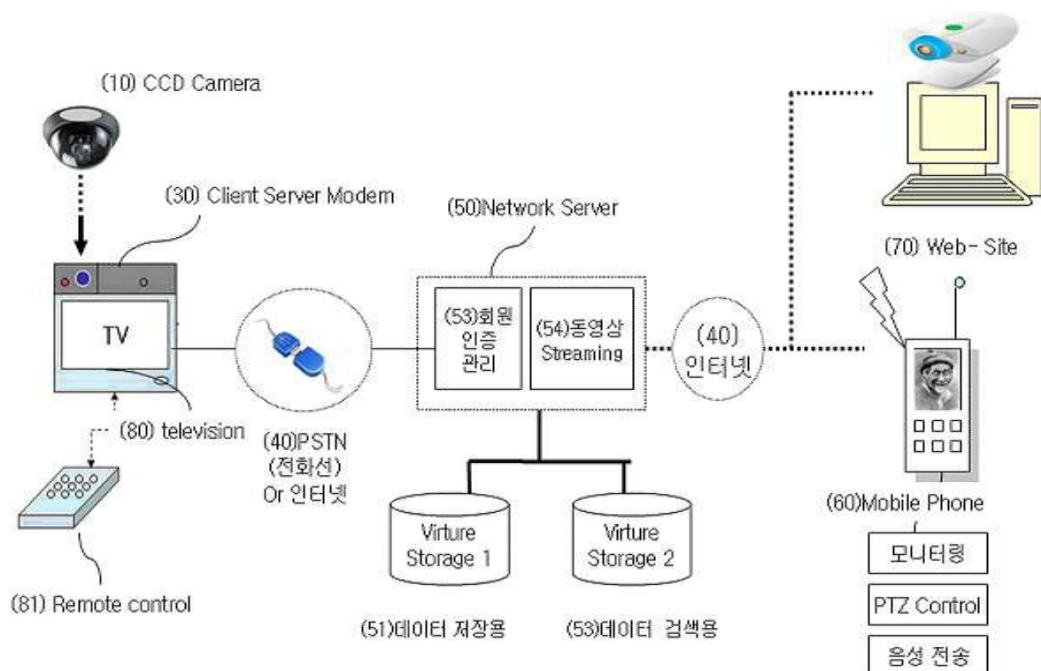 (10) CCD Camera
(30) Client Server Modem
(50)Network Server
TV
(53)회원
인증
관리
(54)동영상
Streaming
(40)
인터넷
(70) Web- Site
(80) television
(40)PSTN
(전화선)
Or 인터넷
Virture
Storage 1
Virture
Storage 2
(60)Mobile Phone
모니터링
PTZ Control
음성 전송
(81) Remote control
(51)데이터 저장용
(53)데이터 검색용